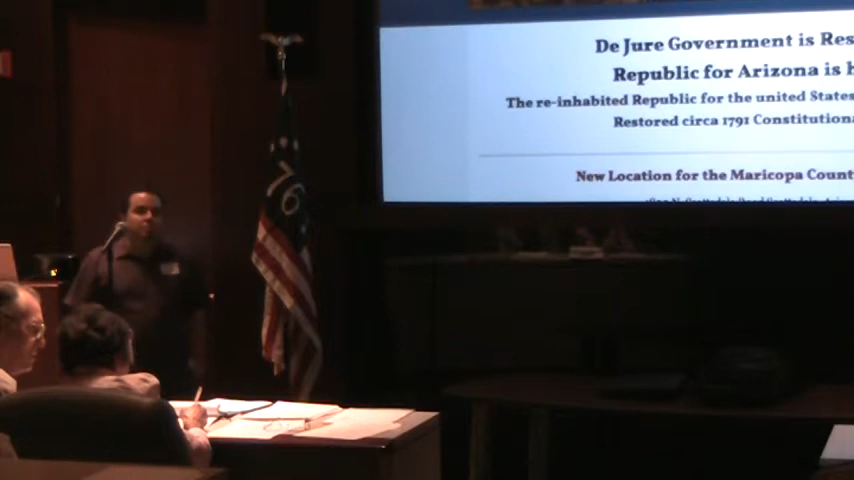 De Jure Government is Res
Republic for Arizona is h
The re-inhabited Republic for the united States
Restored circa 1791 Constitutiona
New Location for the Maricopa Count
76